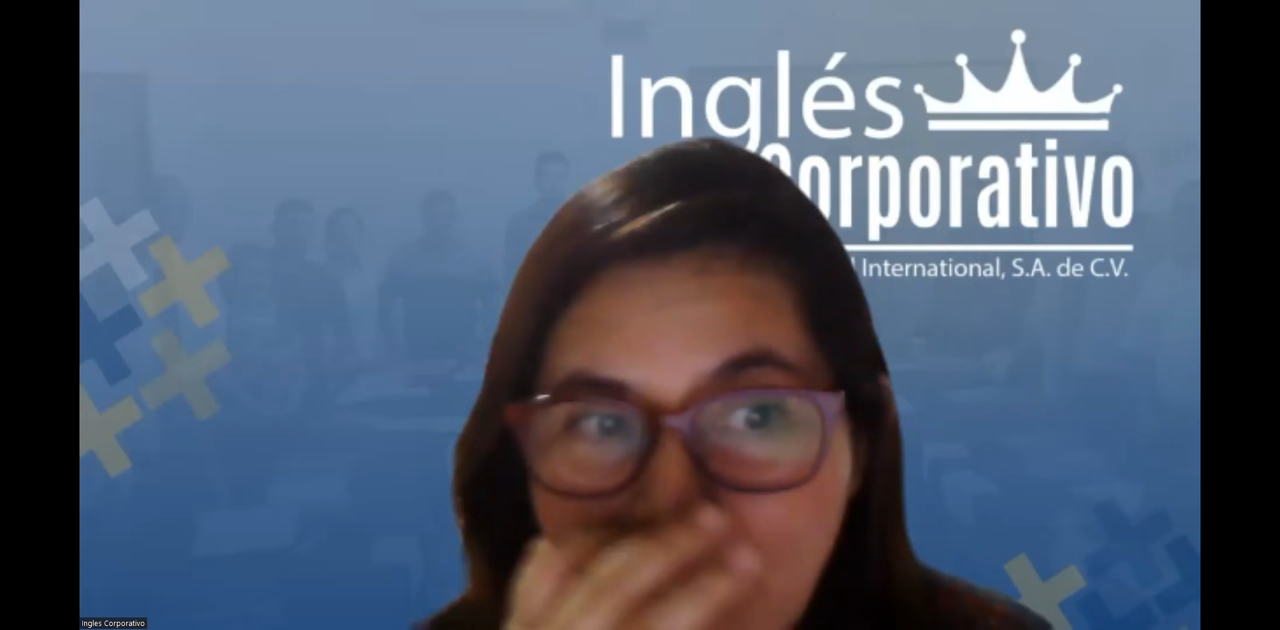 Inglés
Corporativo
International, S.A. de C.V.
Ingles Corporativo